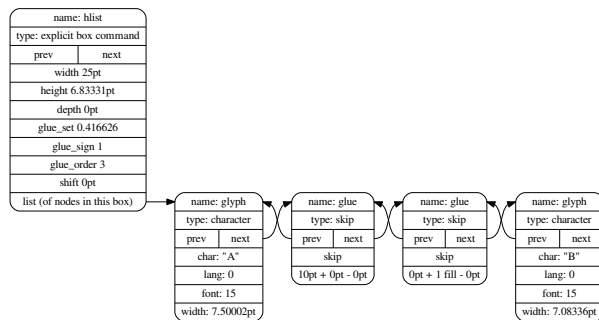 name: hlist
type: explicit box command
prev next
width 25pt
height 6.83331pt
depth 0pt
glue_set 0.416626
glue_sign 1
glue_order 3
shift 0pt
list (of nodes in this box)
name: glyph
type: character
prev next
char: "A"
lang: 0
font: 15
width: 7.50002pt
name: glue
type: skip
prev next
skip
10pt + 0pt - 0pt
name: glue
type: skip
prev next
skip
0pt + 1 fill - 0pt
name: glyph
type: character
prev next
char: "B"
lang: 0
font: 15
width: 7.08336pt